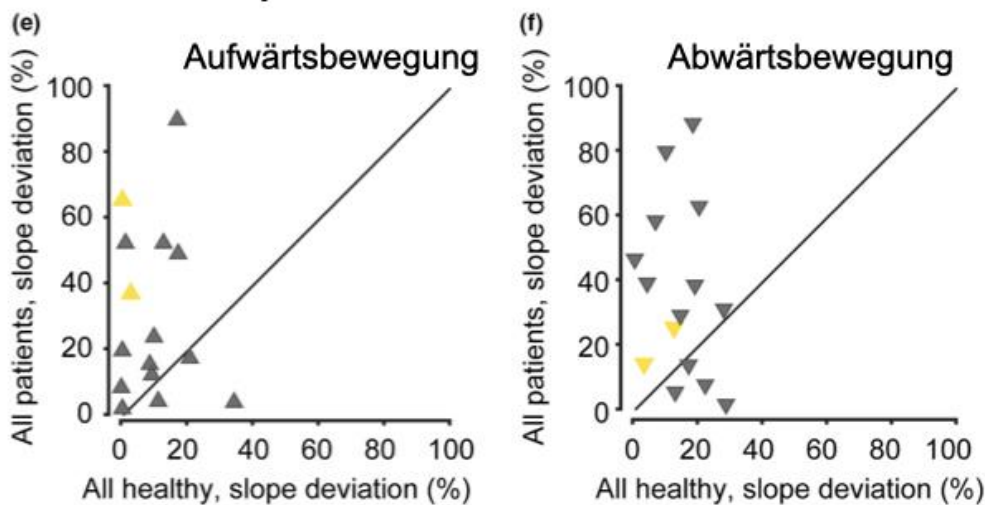 (e)
Aufwärtsbewegung
All patients, slope deviation (%)
100
80
60
40
20
0
0 20 40 60 80 100
All healthy, slope deviation (%)
(f)
Abwärtsbewegung
All patients, slope deviation (%)
100
80
60
40
20
0
0 20 40 60 80 100
All healthy, slope deviation (%)